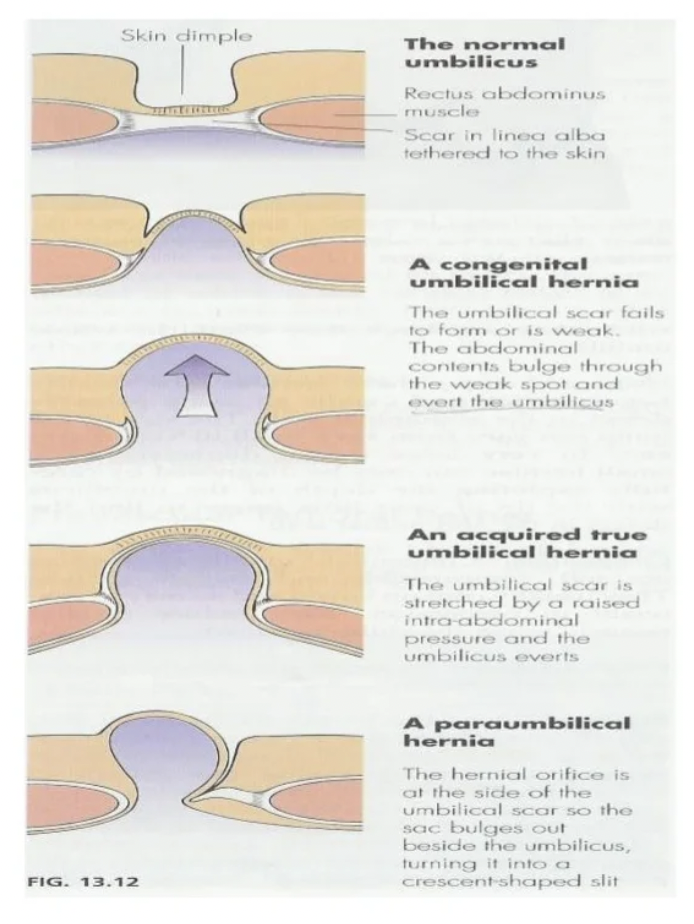 Skin dimple
The normal
umbilicus
Rectus abdominus
muscle
Scar in linea alba
tethered to the skin
A congenital
umbilical hernia
The umbilical scar fails
to form or is weak.
The abdominal
contents bulge through
the weak spot and
evert the umbilicus
An acquired true
umbilical hernia
The umbilical scar is
stretched by a raised
intra-abdominal
pressure and the
umbilicus everts
A paraumbilical
hernia
The hernial orifice is
at the side of the
umbilical scar so the
sac bulges out
beside the umbilicus,
turning it into a
crescent-shaped slit
FIG. 13.12